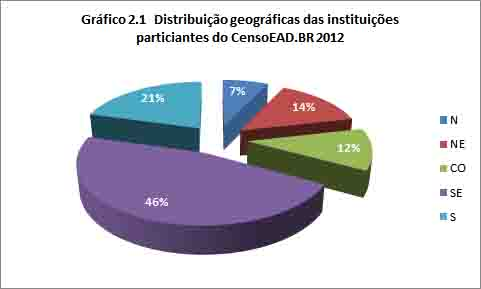 Gráfico 2.1 Distribuição geográficas das instituições
particiantes do CensoEAD.BR 2012
7%
14%
12%
46%
21%
N
NE
CO
SE
S